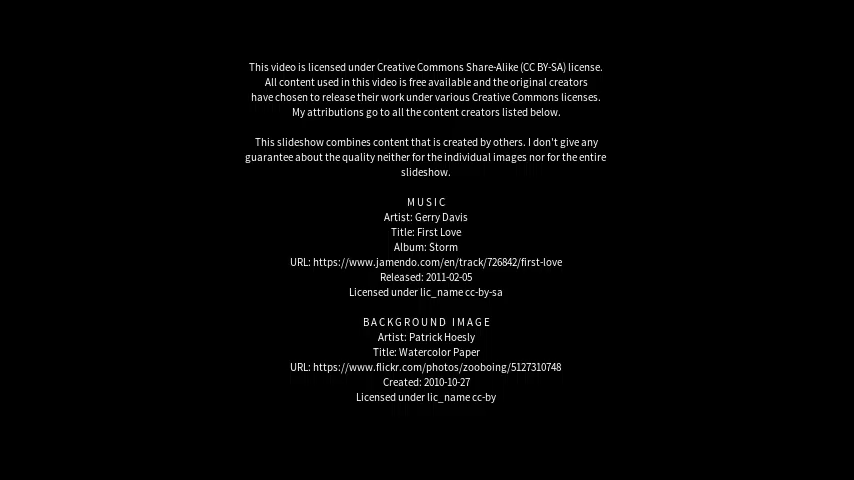 This video is licensed under Creative Commons Share-Alike (CC BY-SA) license.
All content used in this video is free available and the original creators
have chosen to release their work under various Creative Commons licenses.
My attributions go to all the content creators listed below.
This slideshow combines content that is created by others. I don't give any
guarantee about the quality neither for the individual images nor for the entire
slideshow.
MUSIC
Artist: Gerry Davis
Title: First Love
Album: Storm
URL: https://www.jamendo.com/en/track/726842/first-love
Released: 2011-02-05
Licensed under lic_name cc-by-sa
BACKGROUND IMAGE
Artist: Patrick Hoesly
Title: Watercolor Paper
URL: https://www.flickr.com/photos/zooboing/5127310748
Created: 2010-10-27
Licensed under lic_name cc-by